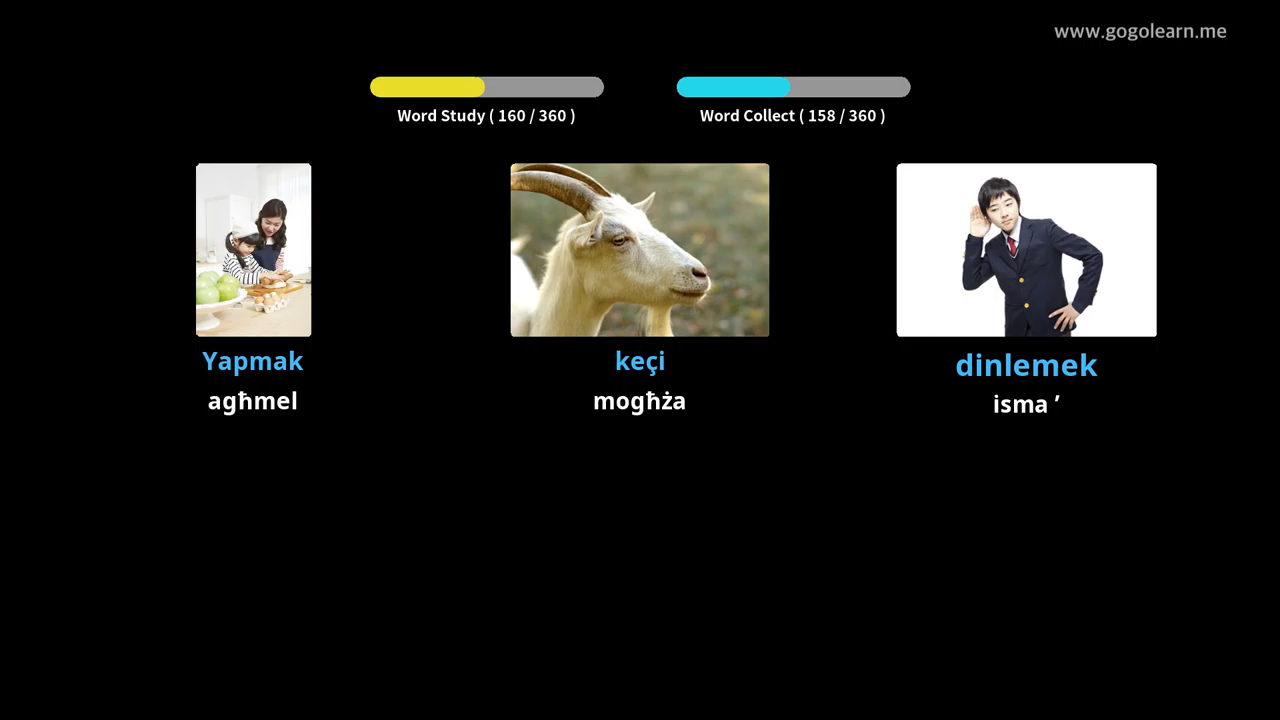 www.gogolearn.me
Word Study ( 160 / 360 )
Word Collect ( 158 / 360 )
Yapmak
agħmel
keçi
mogħża
dinlemek
isma ’